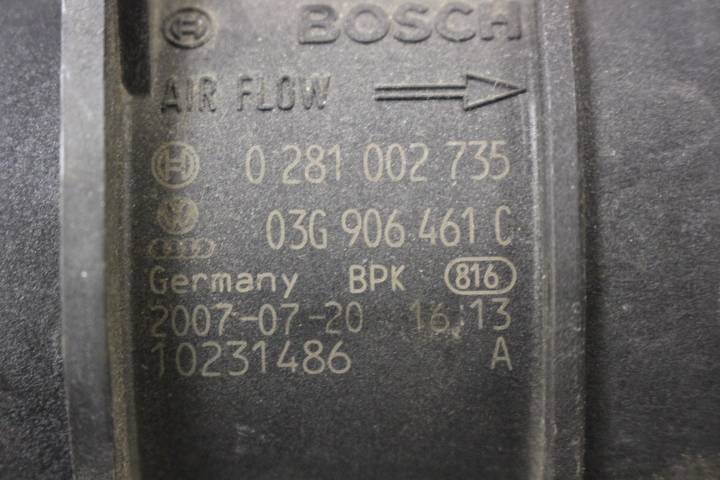 BOSCH
AIR FLOW
0 281 002 735
03G 906 461 C
Germany BPK 816
2007-07-20 16:13
10231486 A